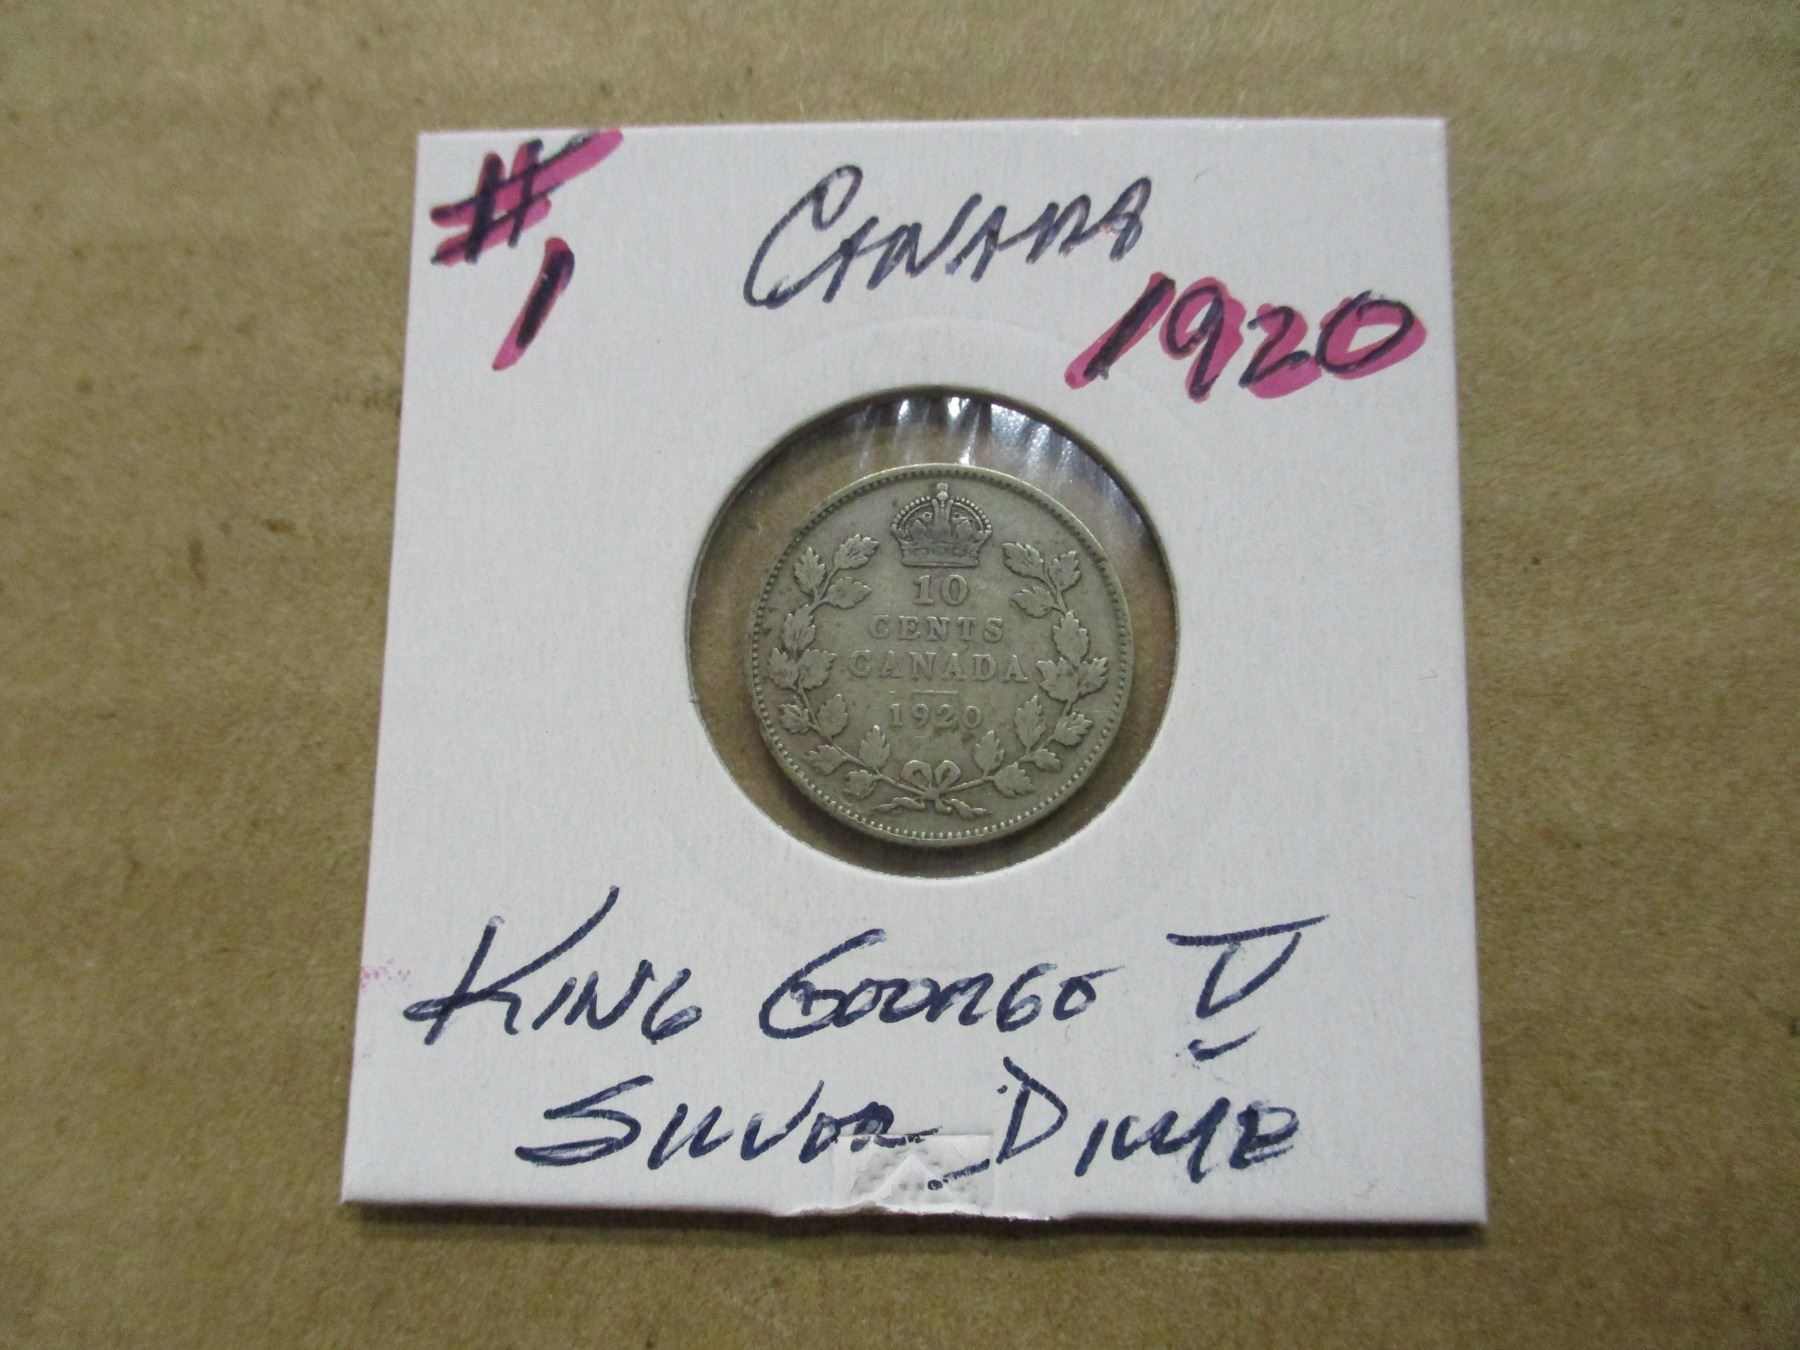 #1
CANADA
1920
10
CENTS
CANADA
1920
KING GEORGE V
SILVER DIME